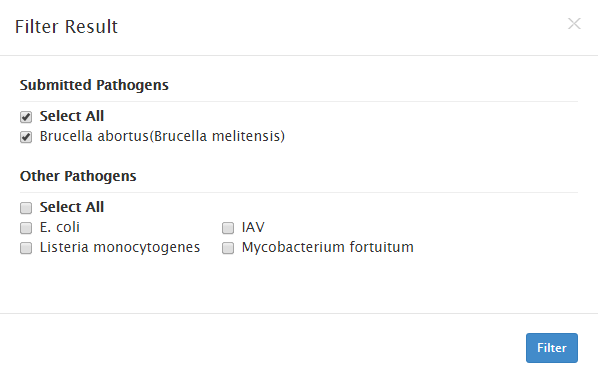 Filter Result
Submitted Pathogens
Select All
Brucella abortus(Brucella melitensis)
Other Pathogens
Select All
E. coli IAV
Listeria monocytogenes Mycobacterium fortuitum
Filter